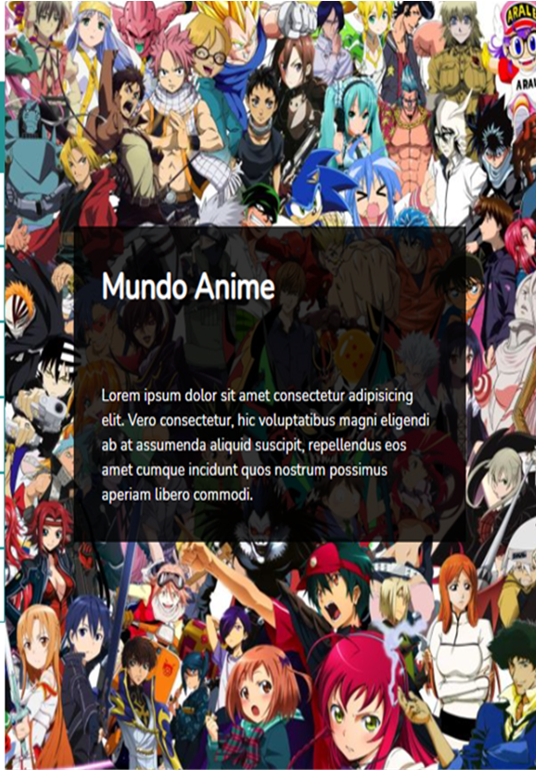 ARALE
ARA
Mundo Anime
Lorem ipsum dolor sit amet consectetur adipisicing
elit. Vero consectetur, hic voluptatibus magni eligendi
ab at assumenda aliquid suscipit, repellendus eos
amet cumque incidunt quos nostrum possimus
aperiam libero commodi.